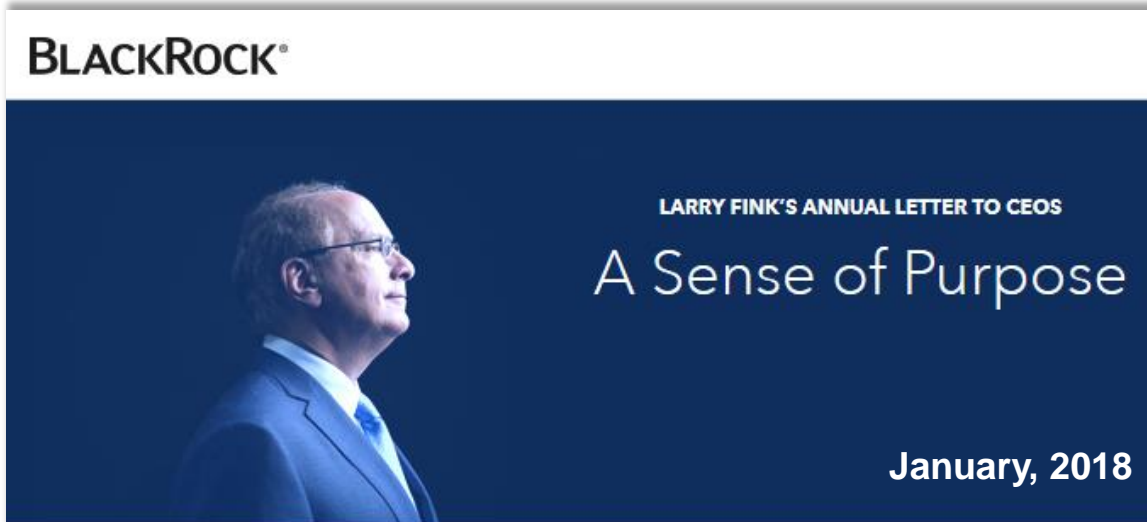 BLACKROCK®
LARRY FINK'S ANNUAL LETTER TO CEOS
A Sense of Purpose
January, 2018